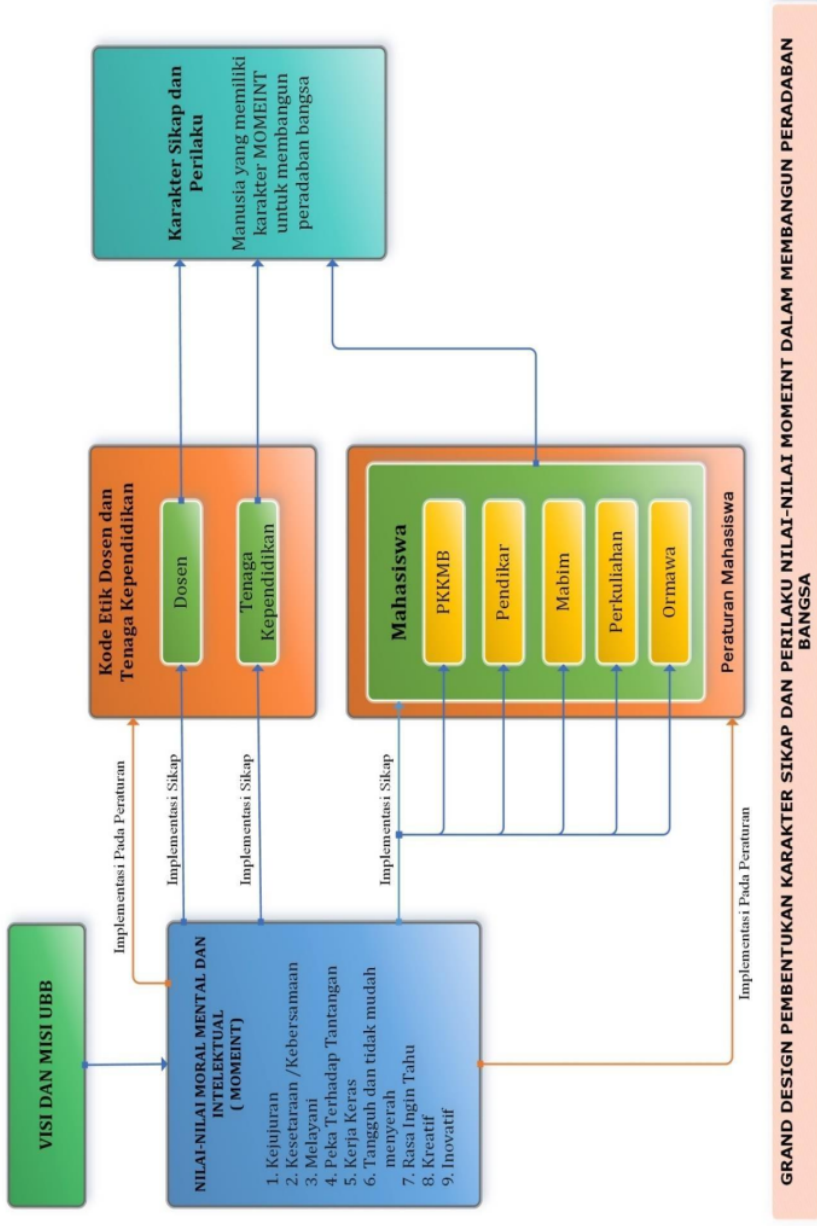 VISI DAN MISI UBB
NILAI-NILAI MORAL MENTAL DAN
INTELEKTUAL
( MOMEINT)
1. Kejujuran
2. Kesetaraan /Kebersamaan
3. Melayani
4. Peka Terhadap Tantangan
5. Kerja Keras
6. Tangguh dan tidak mudah
menyerah
7. Rasa Ingin Tahu
8. Kreatif
9. Inovatif
Implementasi Pada Peraturan
Implementasi Sikap
Implementasi Sikap
Implementasi Sikap
Implementasi Pada Peraturan
Kode Etik Dosen dan
Tenaga Kependidikan
Dosen
Tenaga
Kependidikan
Mahasiswa
PKKMB
Pendikar
Mabim
Perkuliahan
Ormawa
Peraturan Mahasiswa
Karakter Sikap dan
Perilaku
Manusia yang memiliki
karakter MOMEINT
untuk membangun
peradaban bangsa
GRAND DESIGN PEMBENTUKAN KARAKTER SIKAP DAN PERILAKU NILAI-NILAI MOMEINT DALAM MEMBANGUN PERADABAN
BANGSA